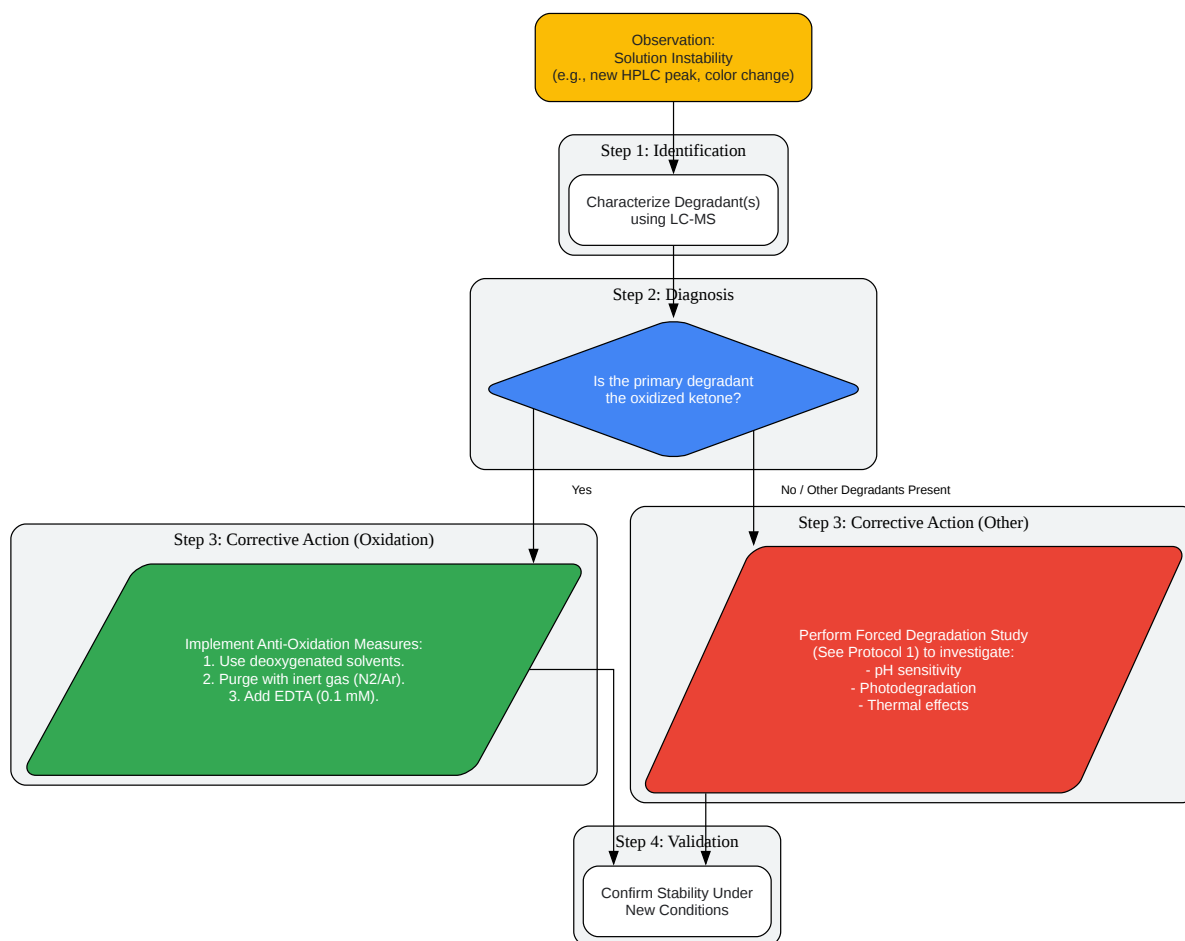 Observation:
Solution Instability
(e.g., new HPLC peak, color change)
Step 1: Identification
Characterize Degradant(s)
using LC-MS
Step 2: Diagnosis
Is the primary degradant
the oxidized ketone?
Yes
No / Other Degradants Present
Step 3: Corrective Action (Oxidation)
Implement Anti-Oxidation Measures:
1. Use deoxygenated solvents.
2. Purge with inert gas (N2/Ar).
3. Add EDTA (0.1 mM).
Step 3: Corrective Action (Other)
Perform Forced Degradation Study
(See Protocol 1) to investigate:
- pH sensitivity
- Photodegradation
- Thermal effects
Step 4: Validation
Confirm Stability Under
New Conditions